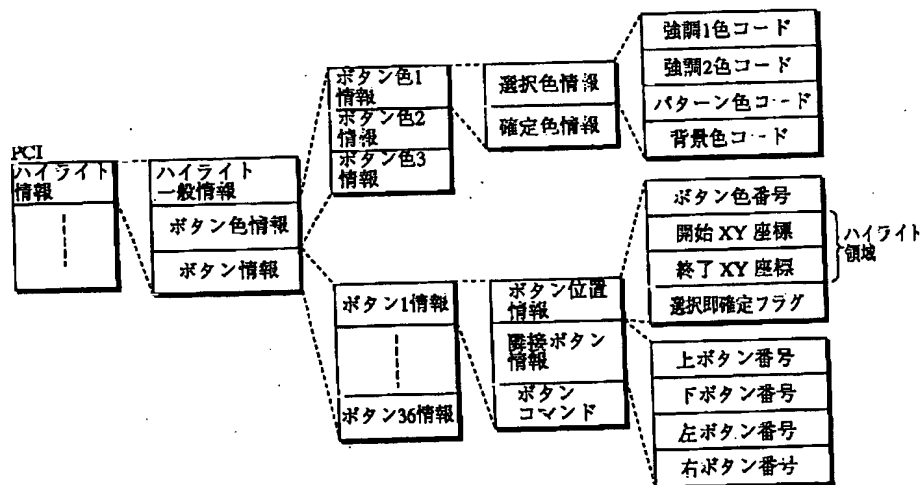 PCI
ハイライト
情報
ハイライト
一般情報
ボタン色情報
ボタン情報
ボタン色1
情報
ボタン色2
情報
ボタン色3
情報
選択色情報
確定色情報
強調1色コード
強調2色コード
パターン色コード
背景色コード
ボタン1情報
ボタン36情報
ボタン位置
情報
隣接ボタン
情報
ボタン
コマンド
ボタン色番号
開始XY座標
終了XY座標
選択即確定フラグ
ハイライト
領域
上ボタン番号
下ボタン番号
左ボタン番号
右ボタン番号